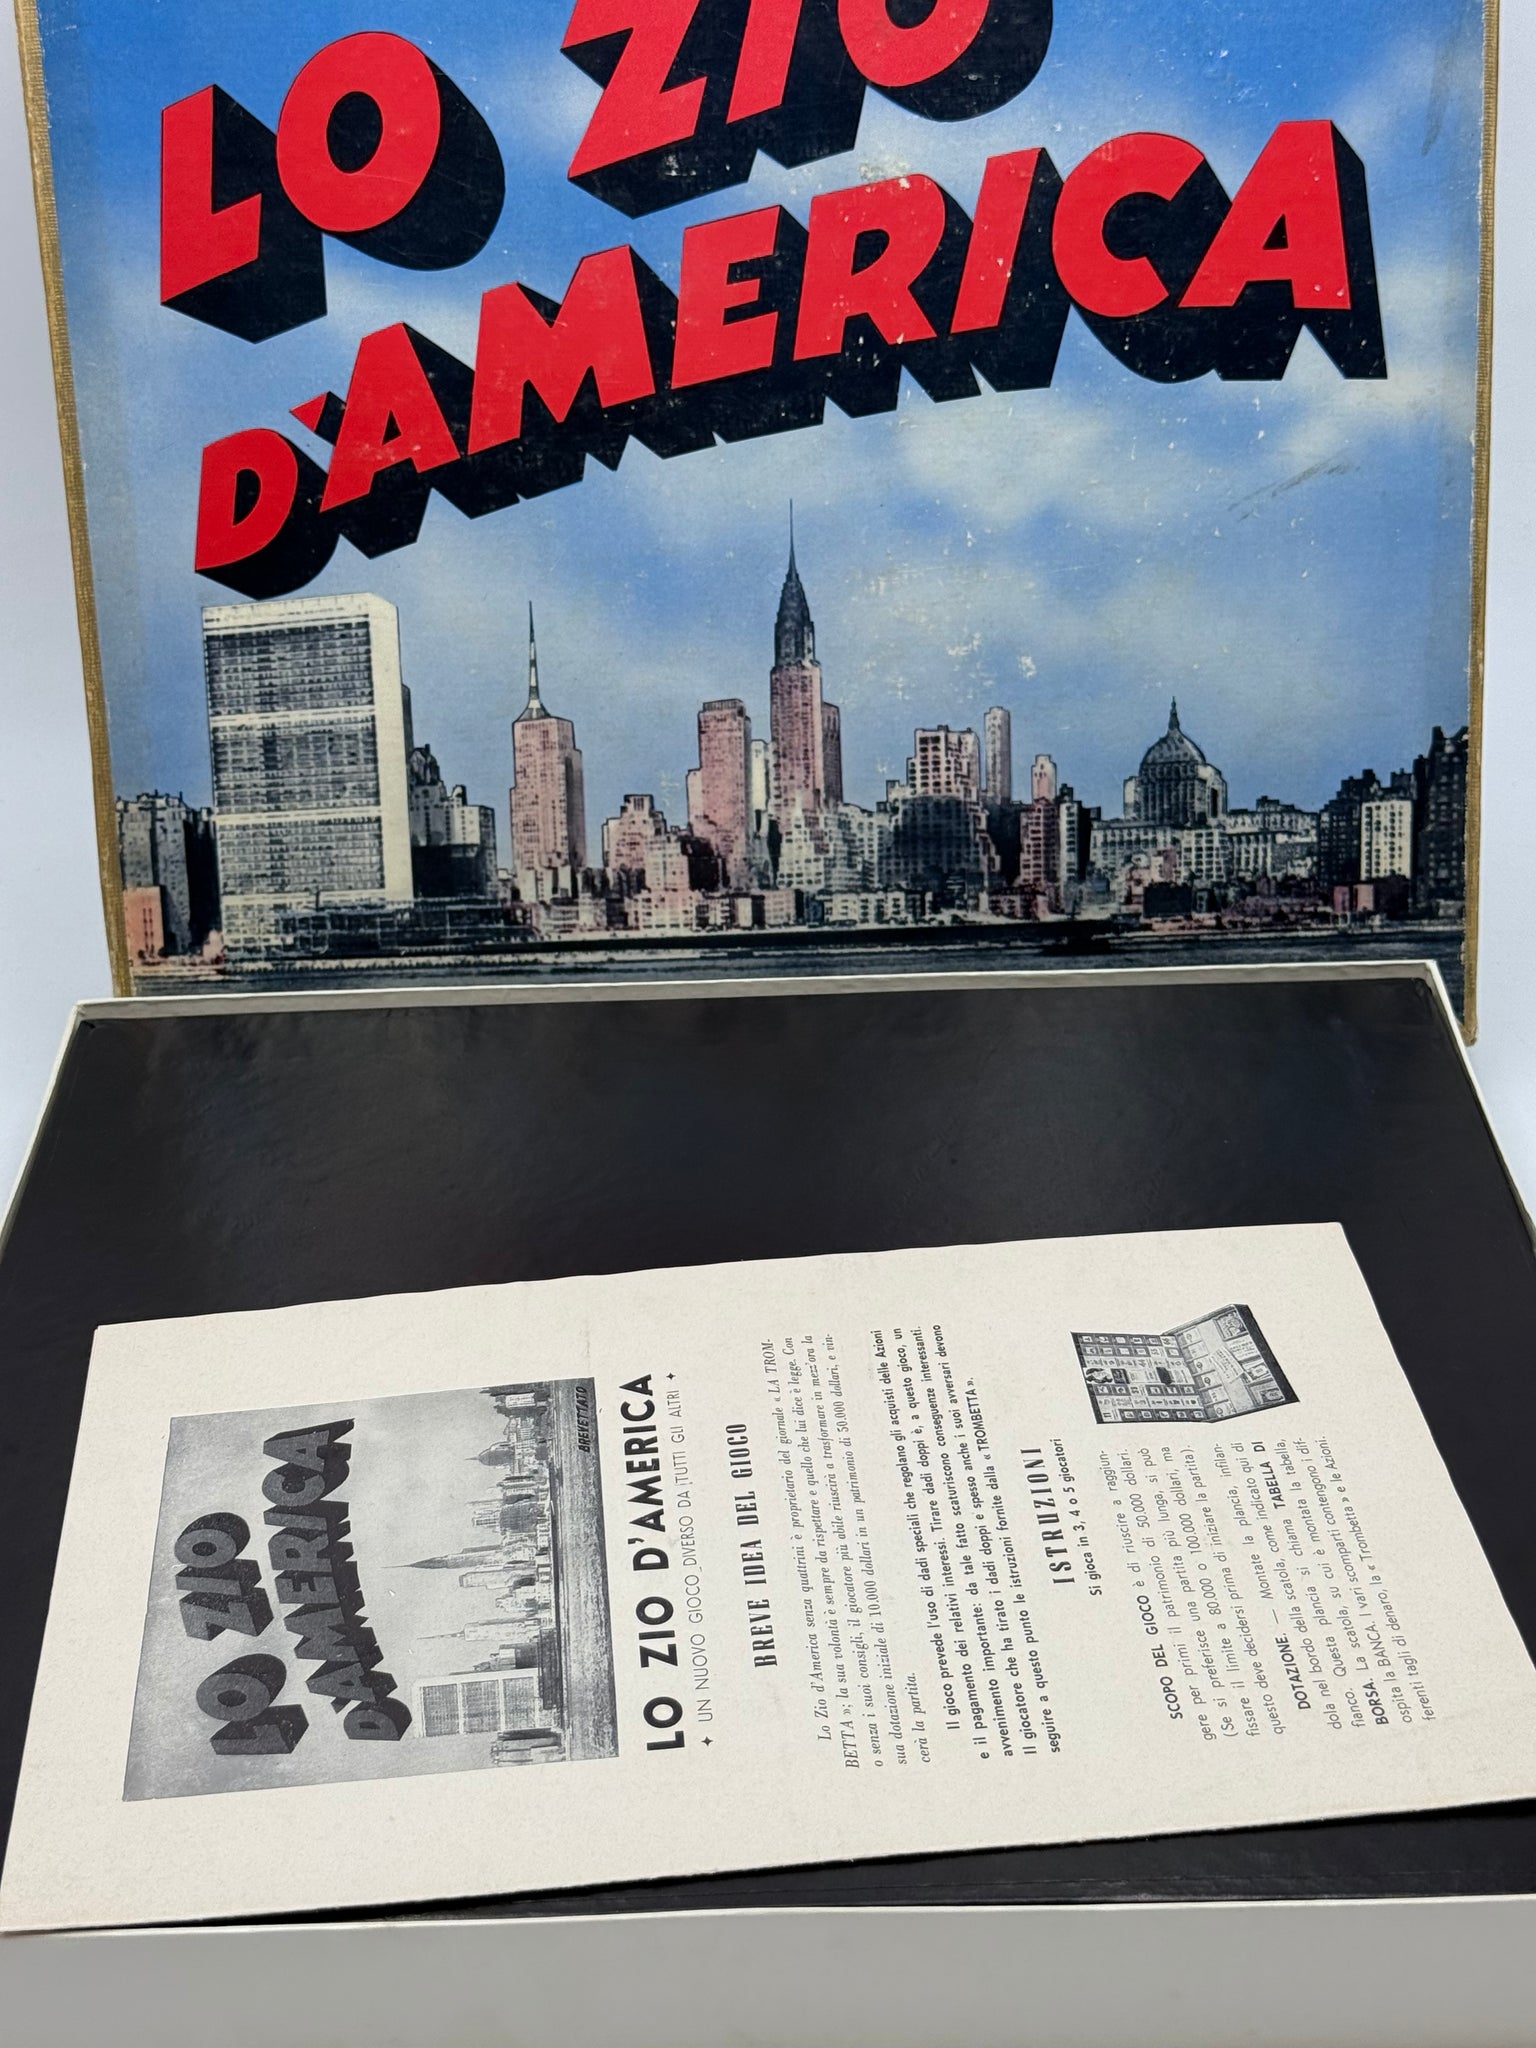 LO ZIO
D'AMERICA
LO ZIO
D'AMERICA
BREVETTATO
LO ZIO D'AMERICA
✦ UN NUOVO GIOCO DIVERSO DA TUTTI GLI ALTRI ✦
BREVE IDEA DEL GIOCO
Lo Zio d'America senza quattrini è proprietario del giornale « LA TROM-
BETTA »; la sua volontà è sempre da rispettare e quello che lui dice è legge. Con
o senza i suoi consigli, il giocatore più abile riuscirà a trasformare in mezz'ora la
sua dotazione iniziale di 10.000 dollari in un patrimonio di 50.000 dollari, e vin-
cerà la partita.
Il gioco prevede l'uso di dadi speciali che regolano gli acquisti delle Azioni
e il pagamento dei relativi interessi. Tirare dadi doppi è, a questo gioco, un
avvenimento importante: da tale fatto scaturiscono conseguenze interessanti.
Il giocatore che ha tirato i dadi doppi e spesso anche i suoi avversari devono
seguire a questo punto le istruzioni fornite dalla « TROMBETTA ».
ISTRUZIONI
Si gioca in 3, 4 o 5 giocatori
SCOPO DEL GIOCO è di riuscire a raggiun-
gere per primi il patrimonio di 50.000 dollari.
(Se si preferisce una partita più lunga, si può
fissare il limite a 80.000 o 100.000 dollari, ma
questo deve decidersi prima di iniziare la partita).
DOTAZIONE. — Montate la plancia, infilan-
dola nel bordo della scatola, come indicato qui di
fianco. Questa plancia si chiama TABELLA DI
BORSA. La scatola, su cui è montata la tabella,
ospita la BANCA. I vari scomparti contengono i dif-
ferenti tagli di denaro, la « Trombetta » e le Azioni.